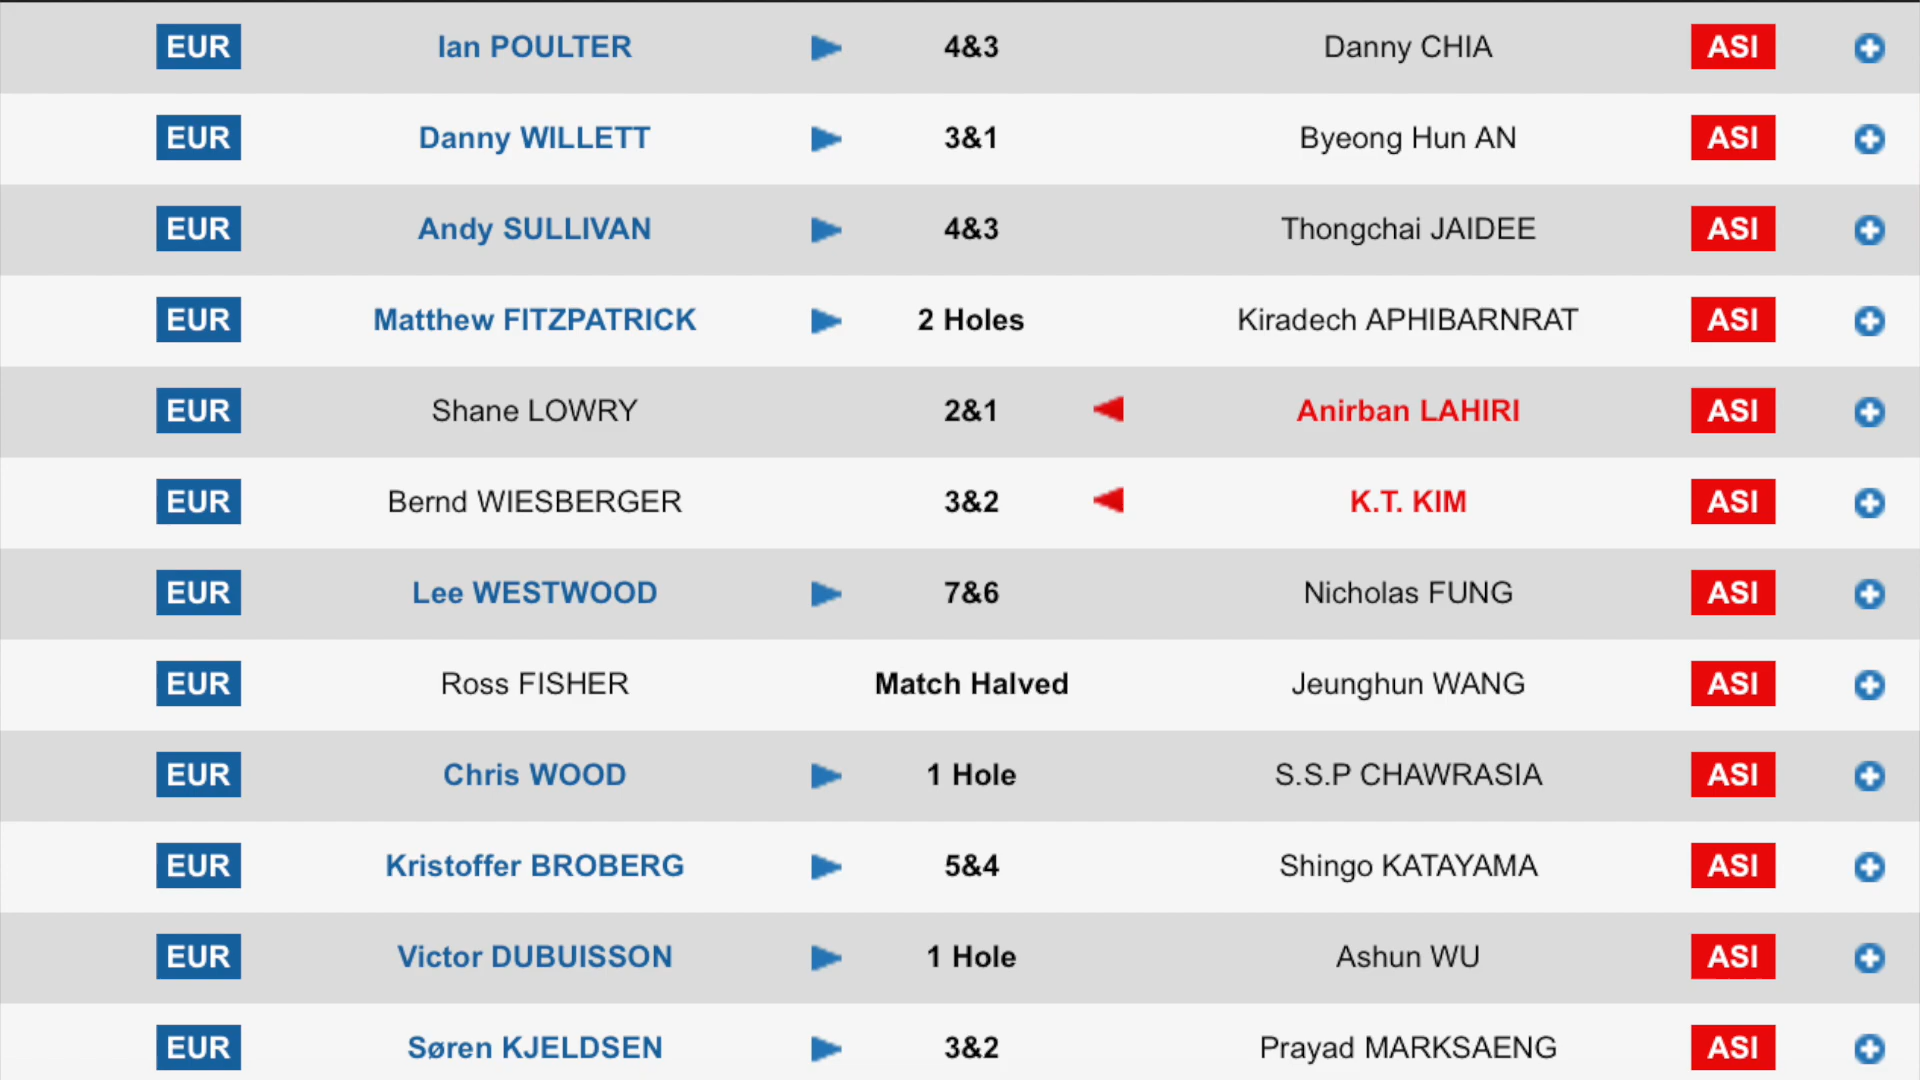 EUR Ian POULTER 4&3 Danny CHIA ASI
EUR Danny WILLETT 3&1 Byeong Hun AN ASI
EUR Andy SULLIVAN 4&3 Thongchai JAIDEE ASI
EUR Matthew FITZPATRICK 2 Holes Kiradech APHIBARNRAT ASI
EUR Shane LOWRY 2&1 Anirban LAHIRI ASI
EUR Bernd WIESBERGER 3&2 K.T. KIM ASI
EUR Lee WESTWOOD 7&6 Nicholas FUNG ASI
EUR Ross FISHER Match Halved Jeunghun WANG ASI
EUR Chris WOOD 1 Hole S.S.P CHAWRASIA ASI
EUR Kristoffer BROBERG 5&4 Shingo KATAYAMA ASI
EUR Victor DUBUISSON 1 Hole Ashun WU ASI
EUR Søren KJELDSEN 3&2 Prayad MARKSAENG ASI